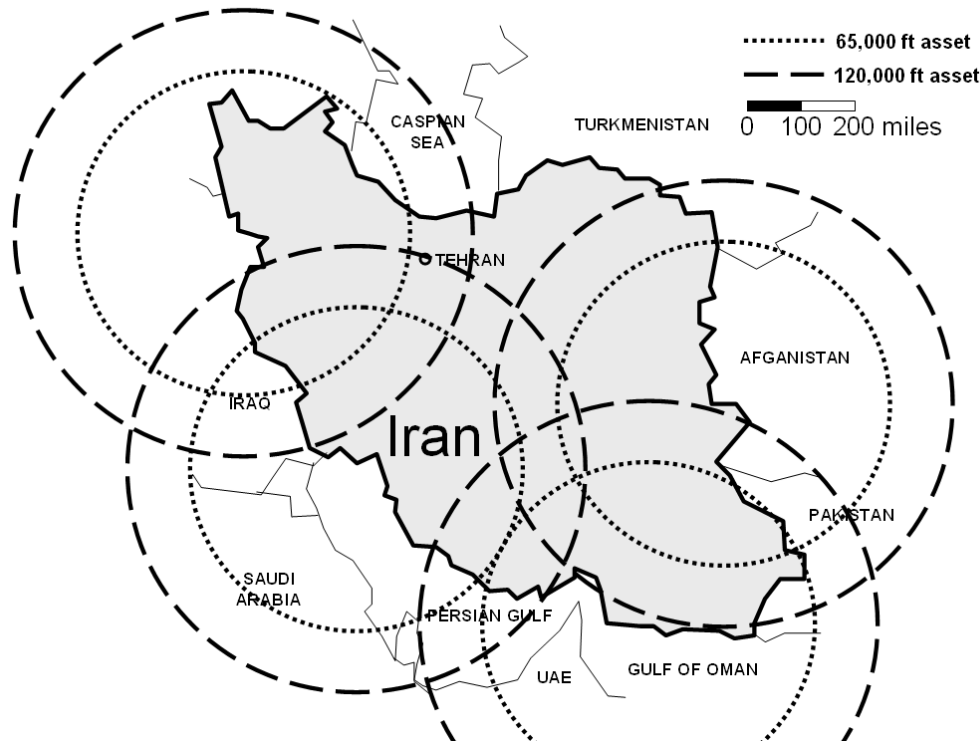 65,000 ft asset
120,000 ft asset
0 100 200 miles
CASPIAN
SEA
TURKMENISTAN
TEHRAN
AFGANISTAN
IRAQ
Iran
PAKISTAN
SAUDI
ARABIA
PERSIAN GULF
UAE
GULF OF OMAN